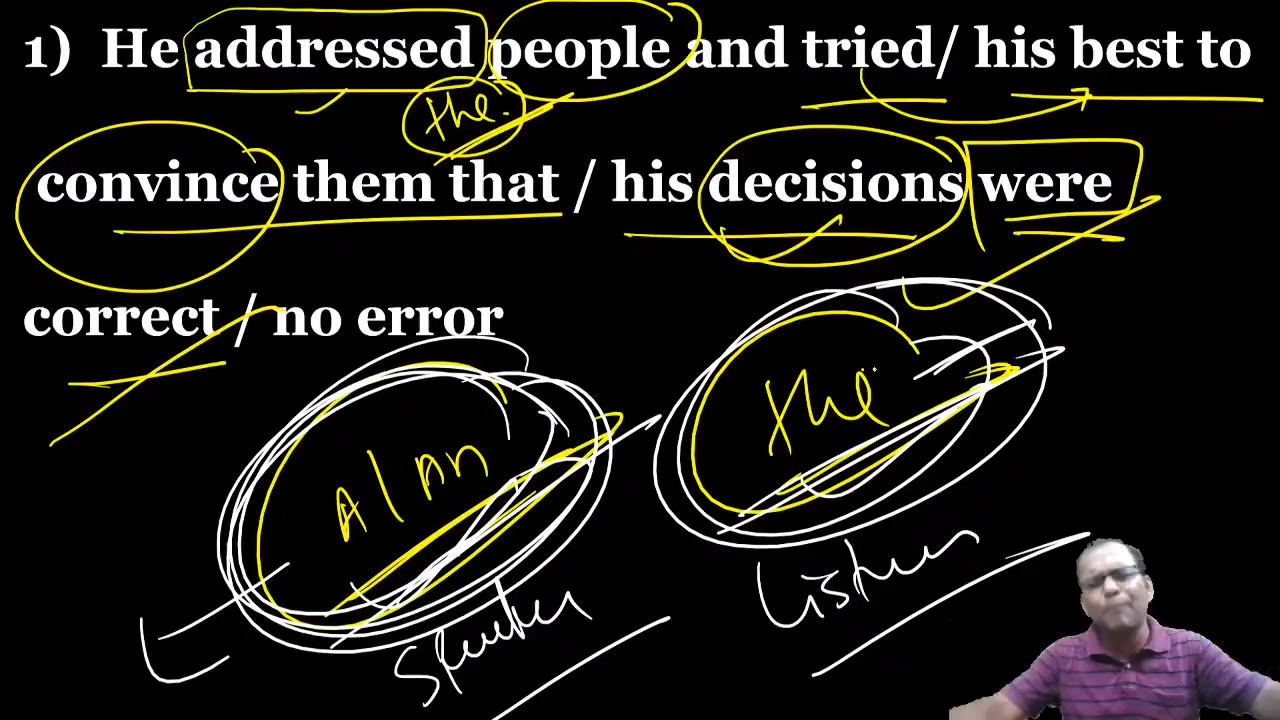 1) He addressed people and tried/ his best to
the
convince them that / his decisions were
correct / no error
the
A/An
Listener
Speaker